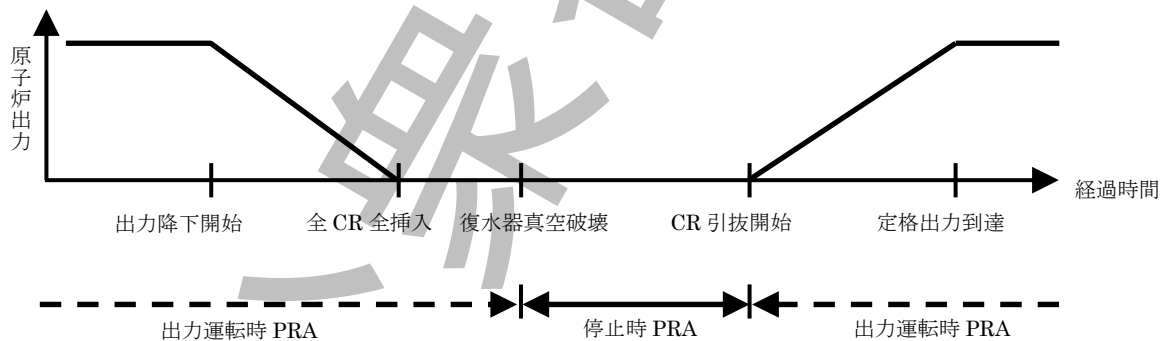 原子炉出力
経過時間
出力降下開始
全 CR 全挿入
復水器真空破壊
CR 引抜開始
定格出力到達
出力運転時 PRA
停止時 PRA
出力運転時 PRA